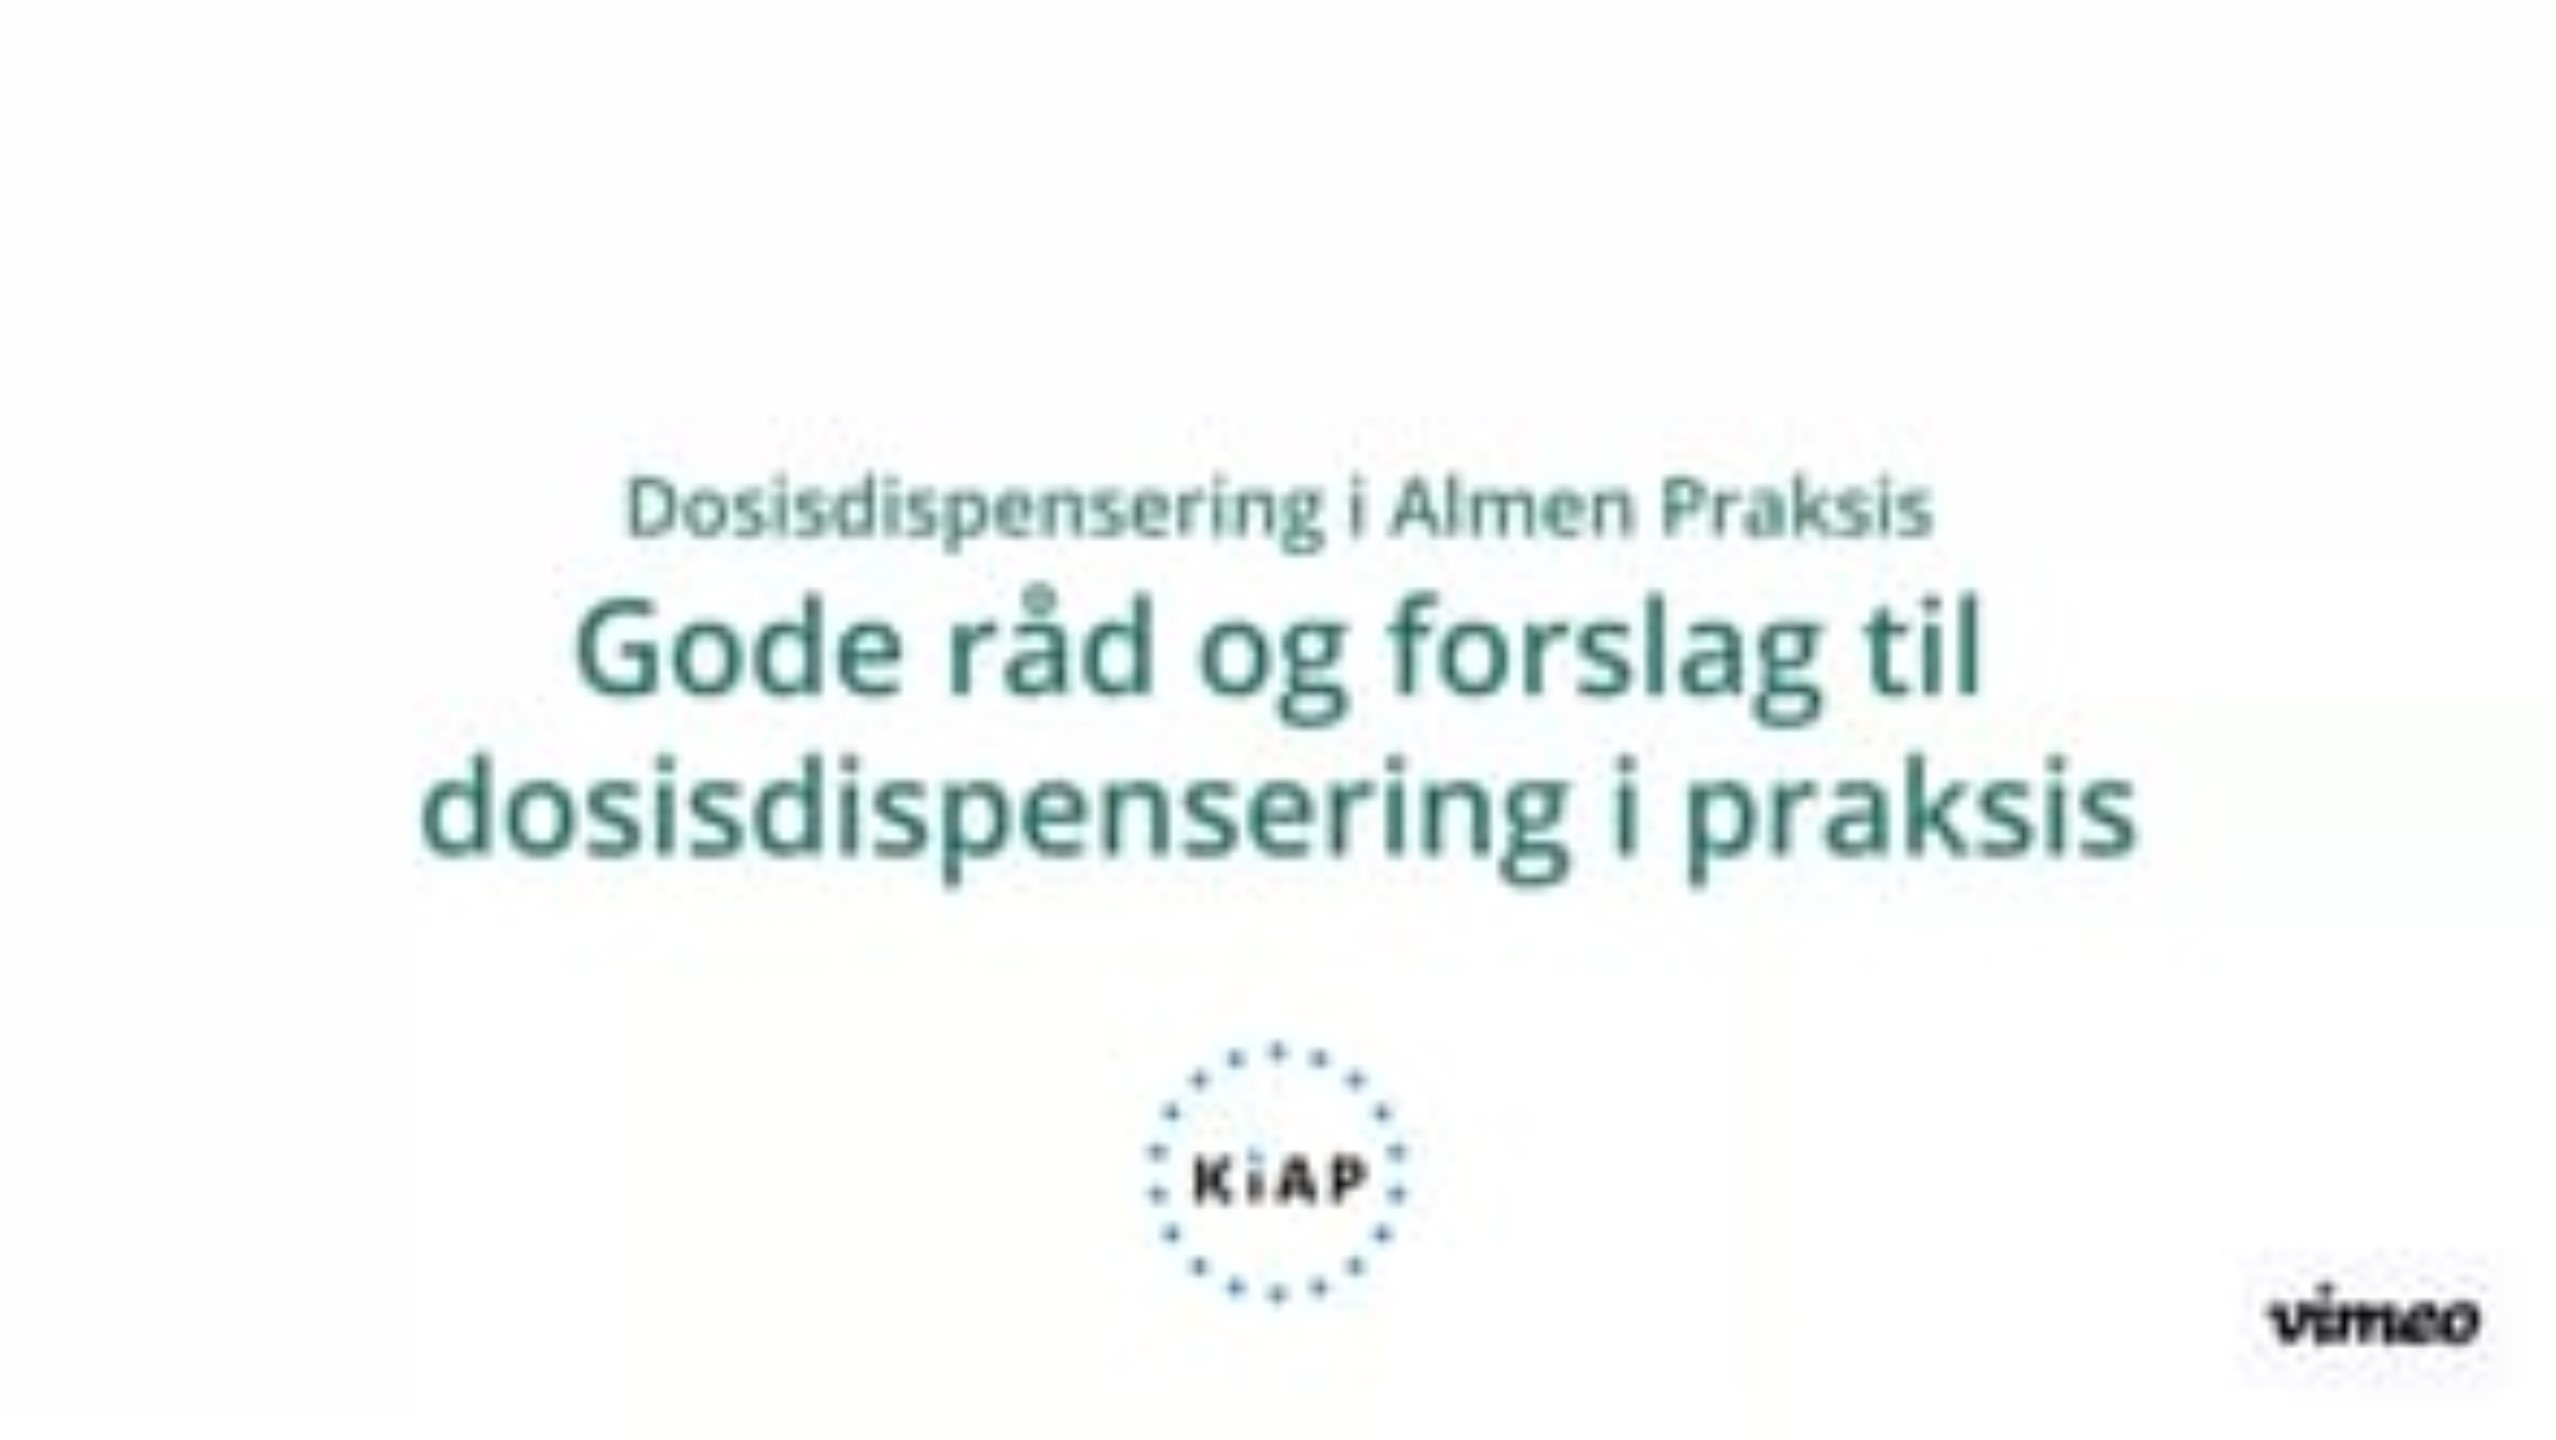 Dosisdispensering i Almen Praksis
Gode råd og forslag til
dosisdispensering i praksis
KiAP
vimeo